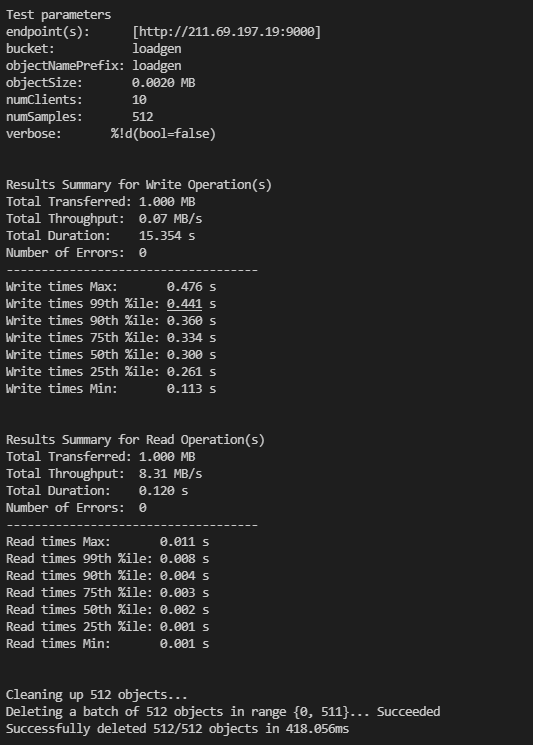 Test parameters
endpoint(s):      [http://211.69.197.19:9000]
bucket:           loadgen
objectNamePrefix: loadgen
objectSize:       0.0020 MB
numClients:       10
numSamples:       512
verbose:       %!d(bool=false)
Results Summary for Write Operation(s)
Total Transferred: 1.000 MB
Total Throughput:  0.07 MB/s
Total Duration:    15.354 s
Number of Errors:  0
------------------------------------
Write times Max:       0.476 s
Write times 99th %ile: 0.441 s
Write times 90th %ile: 0.360 s
Write times 75th %ile: 0.334 s
Write times 50th %ile: 0.300 s
Write times 25th %ile: 0.261 s
Write times Min:       0.113 s
Results Summary for Read Operation(s)
Total Transferred: 1.000 MB
Total Throughput:  8.31 MB/s
Total Duration:    0.120 s
Number of Errors:  0
------------------------------------
Read times Max:       0.011 s
Read times 99th %ile: 0.008 s
Read times 90th %ile: 0.004 s
Read times 75th %ile: 0.003 s
Read times 50th %ile: 0.002 s
Read times 25th %ile: 0.001 s
Read times Min:       0.001 s
Cleaning up 512 objects...
Deleting a batch of 512 objects in range {0, 511}... Succeeded
Successfully deleted 512/512 objects in 418.056ms